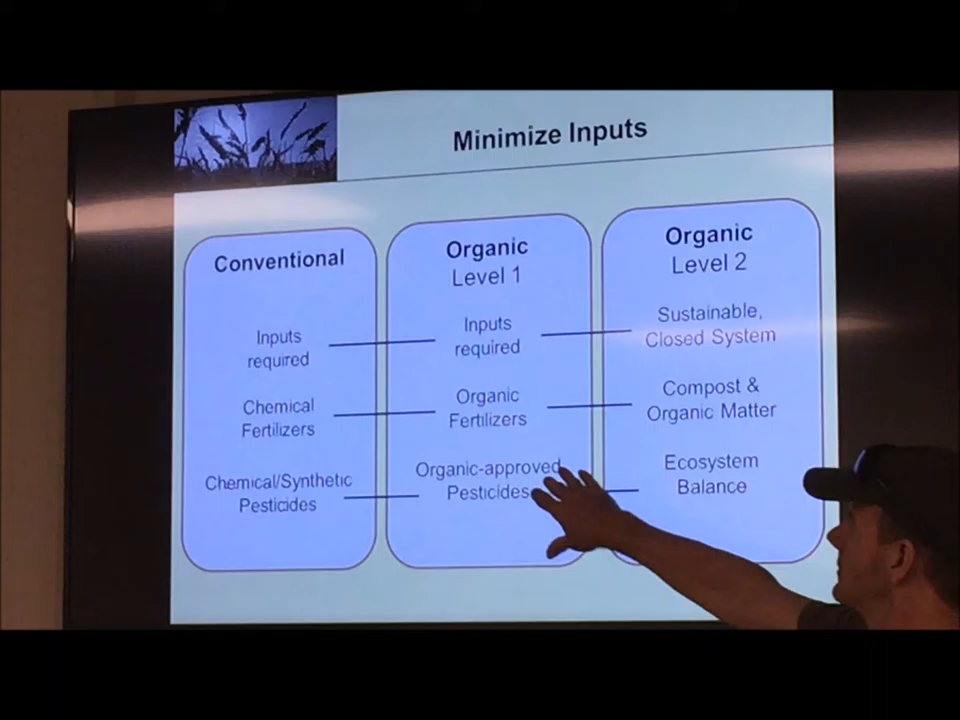 Minimize Inputs
Conventional
Inputs
required
Chemical
Fertilizers
Chemical/Synthetic
Pesticides
Organic
Level 1
Inputs
required
Organic
Fertilizers
Organic-approved
Pesticides
Organic
Level 2
Sustainable,
Closed System
Compost &
Organic Matter
Ecosystem
Balance